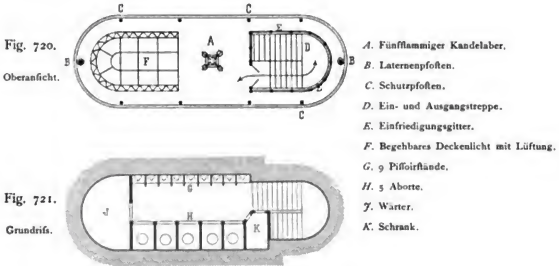 C C
Fig. 720.
Oberanſicht.
A
E
D
B
F
B
E
C
Fig. 721.
Grundriſs.
G
H
J
K
A. Fünfflammiger Kandelaber.
B. Laternenpfoſten.
C. Schutzpfoſten.
D. Ein- und Ausgangstreppe.
E. Einfriedigungsgitter.
F. Begehbares Deckenlicht mit Lüftung.
G. 9 Piſſoirſtände.
H. 5 Aborte.
J. Wärter.
K. Schrank.